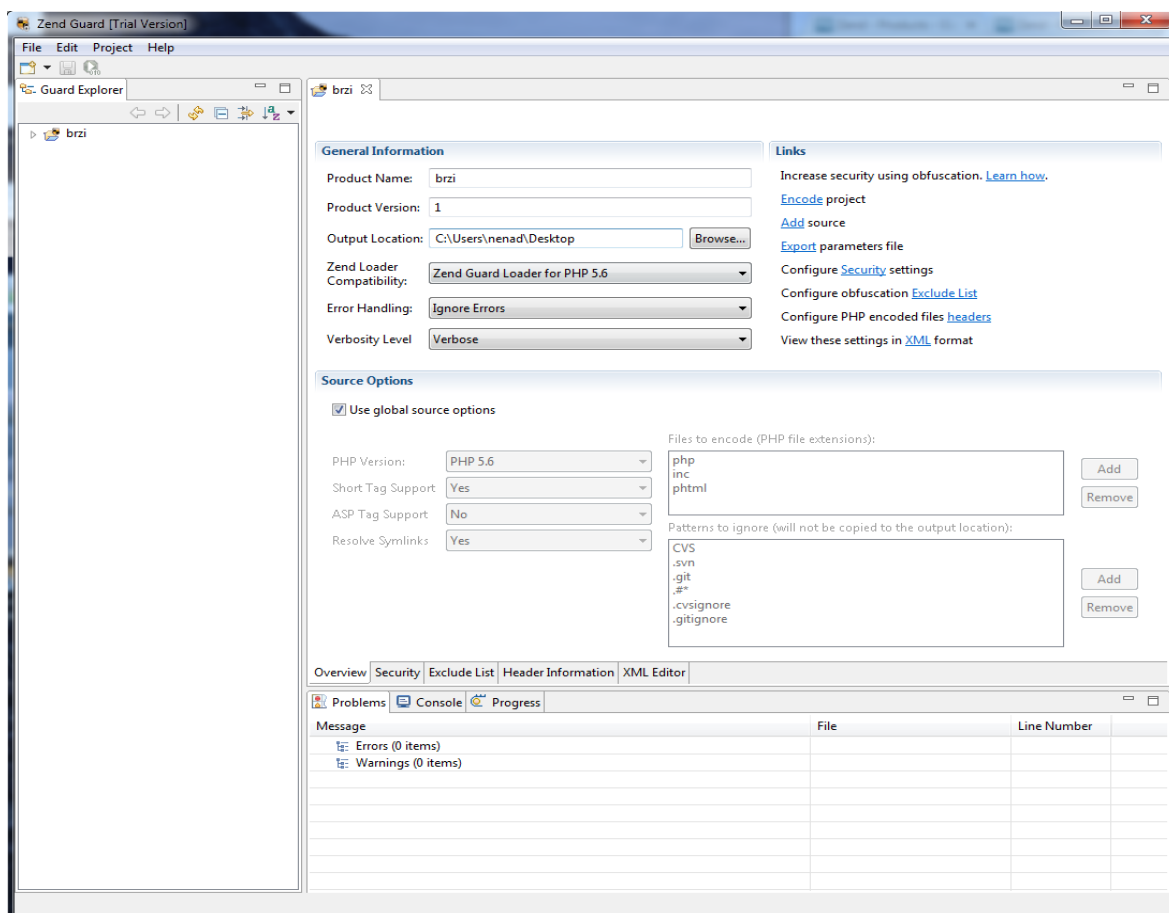 Zend Guard [Trial Version]
File Edit Project Help
Guard Explorer
brzi
brzi
General Information
Product Name: brzi
Product Version: 1
Output Location: C:\Users\nenad\Desktop Browse...
Zend Loader Compatibility: Zend Guard Loader for PHP 5.6
Error Handling: Ignore Errors
Verbosity Level Verbose
Links
Increase security using obfuscation. Learn how.
Encode project
Add source
Export parameters file
Configure Security settings
Configure obfuscation Exclude List
Configure PHP encoded files headers
View these settings in XML format
Source Options
Use global source options
PHP Version: PHP 5.6
Short Tag Support Yes
ASP Tag Support No
Resolve Symlinks Yes
Files to encode (PHP file extensions):
php
inc
phtml
Add
Remove
Patterns to ignore (will not be copied to the output location):
CVS
.svn
.git
.#*
.cvsignore
.gitignore
Add
Remove
Overview Security Exclude List Header Information XML Editor
Problems Console Progress
Message File Line Number
Errors (0 items)
Warnings (0 items)